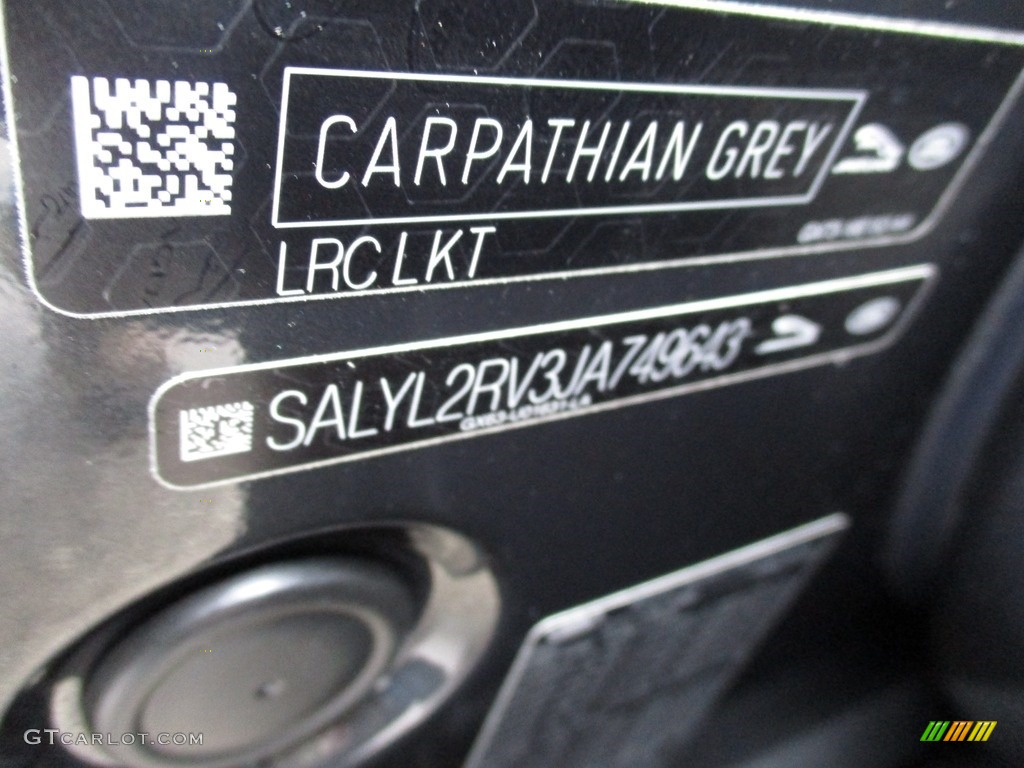 CARPATHIAN GREY
LRC LKT
SALYL2RV3JA749643
GTCARLOT.COM